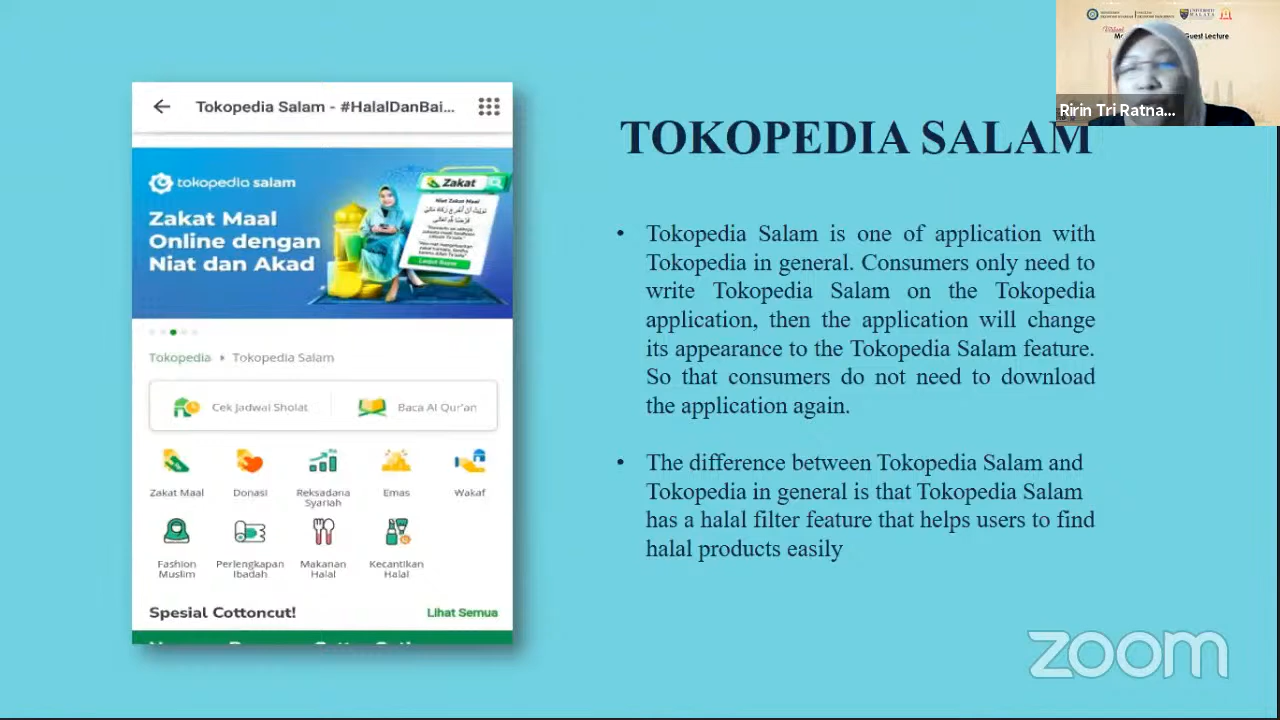 Tokopedia Salam - #HalalDanBai...
tokopedia salam
Zakat Maal
Online dengan
Niat dan Akad
Zakat
Niat Zakat Maal
Tokopedia ▸ Tokopedia Salam
Cek Jadwal Sholat
Baca Al Qur'an
Zakat Maal
Donasi
Reksadana
Syariah
Emas
Wakaf
Fashion
Muslim
Perlengkapan
Ibadah
Makanan
Halal
Kecantikan
Halal
Spesial Cottoncut!
Lihat Semua
TOKOPEDIA SALAM
• Tokopedia Salam is one of application with
Tokopedia in general. Consumers only need to
write Tokopedia Salam on the Tokopedia
application, then the application will change
its appearance to the Tokopedia Salam feature.
So that consumers do not need to download
the application again.
• The difference between Tokopedia Salam and
Tokopedia in general is that Tokopedia Salam
has a halal filter feature that helps users to find
halal products easily
UNIVERSITI
MALAYA
Guest Lecture
Ririn Tri Ratna...
zoom